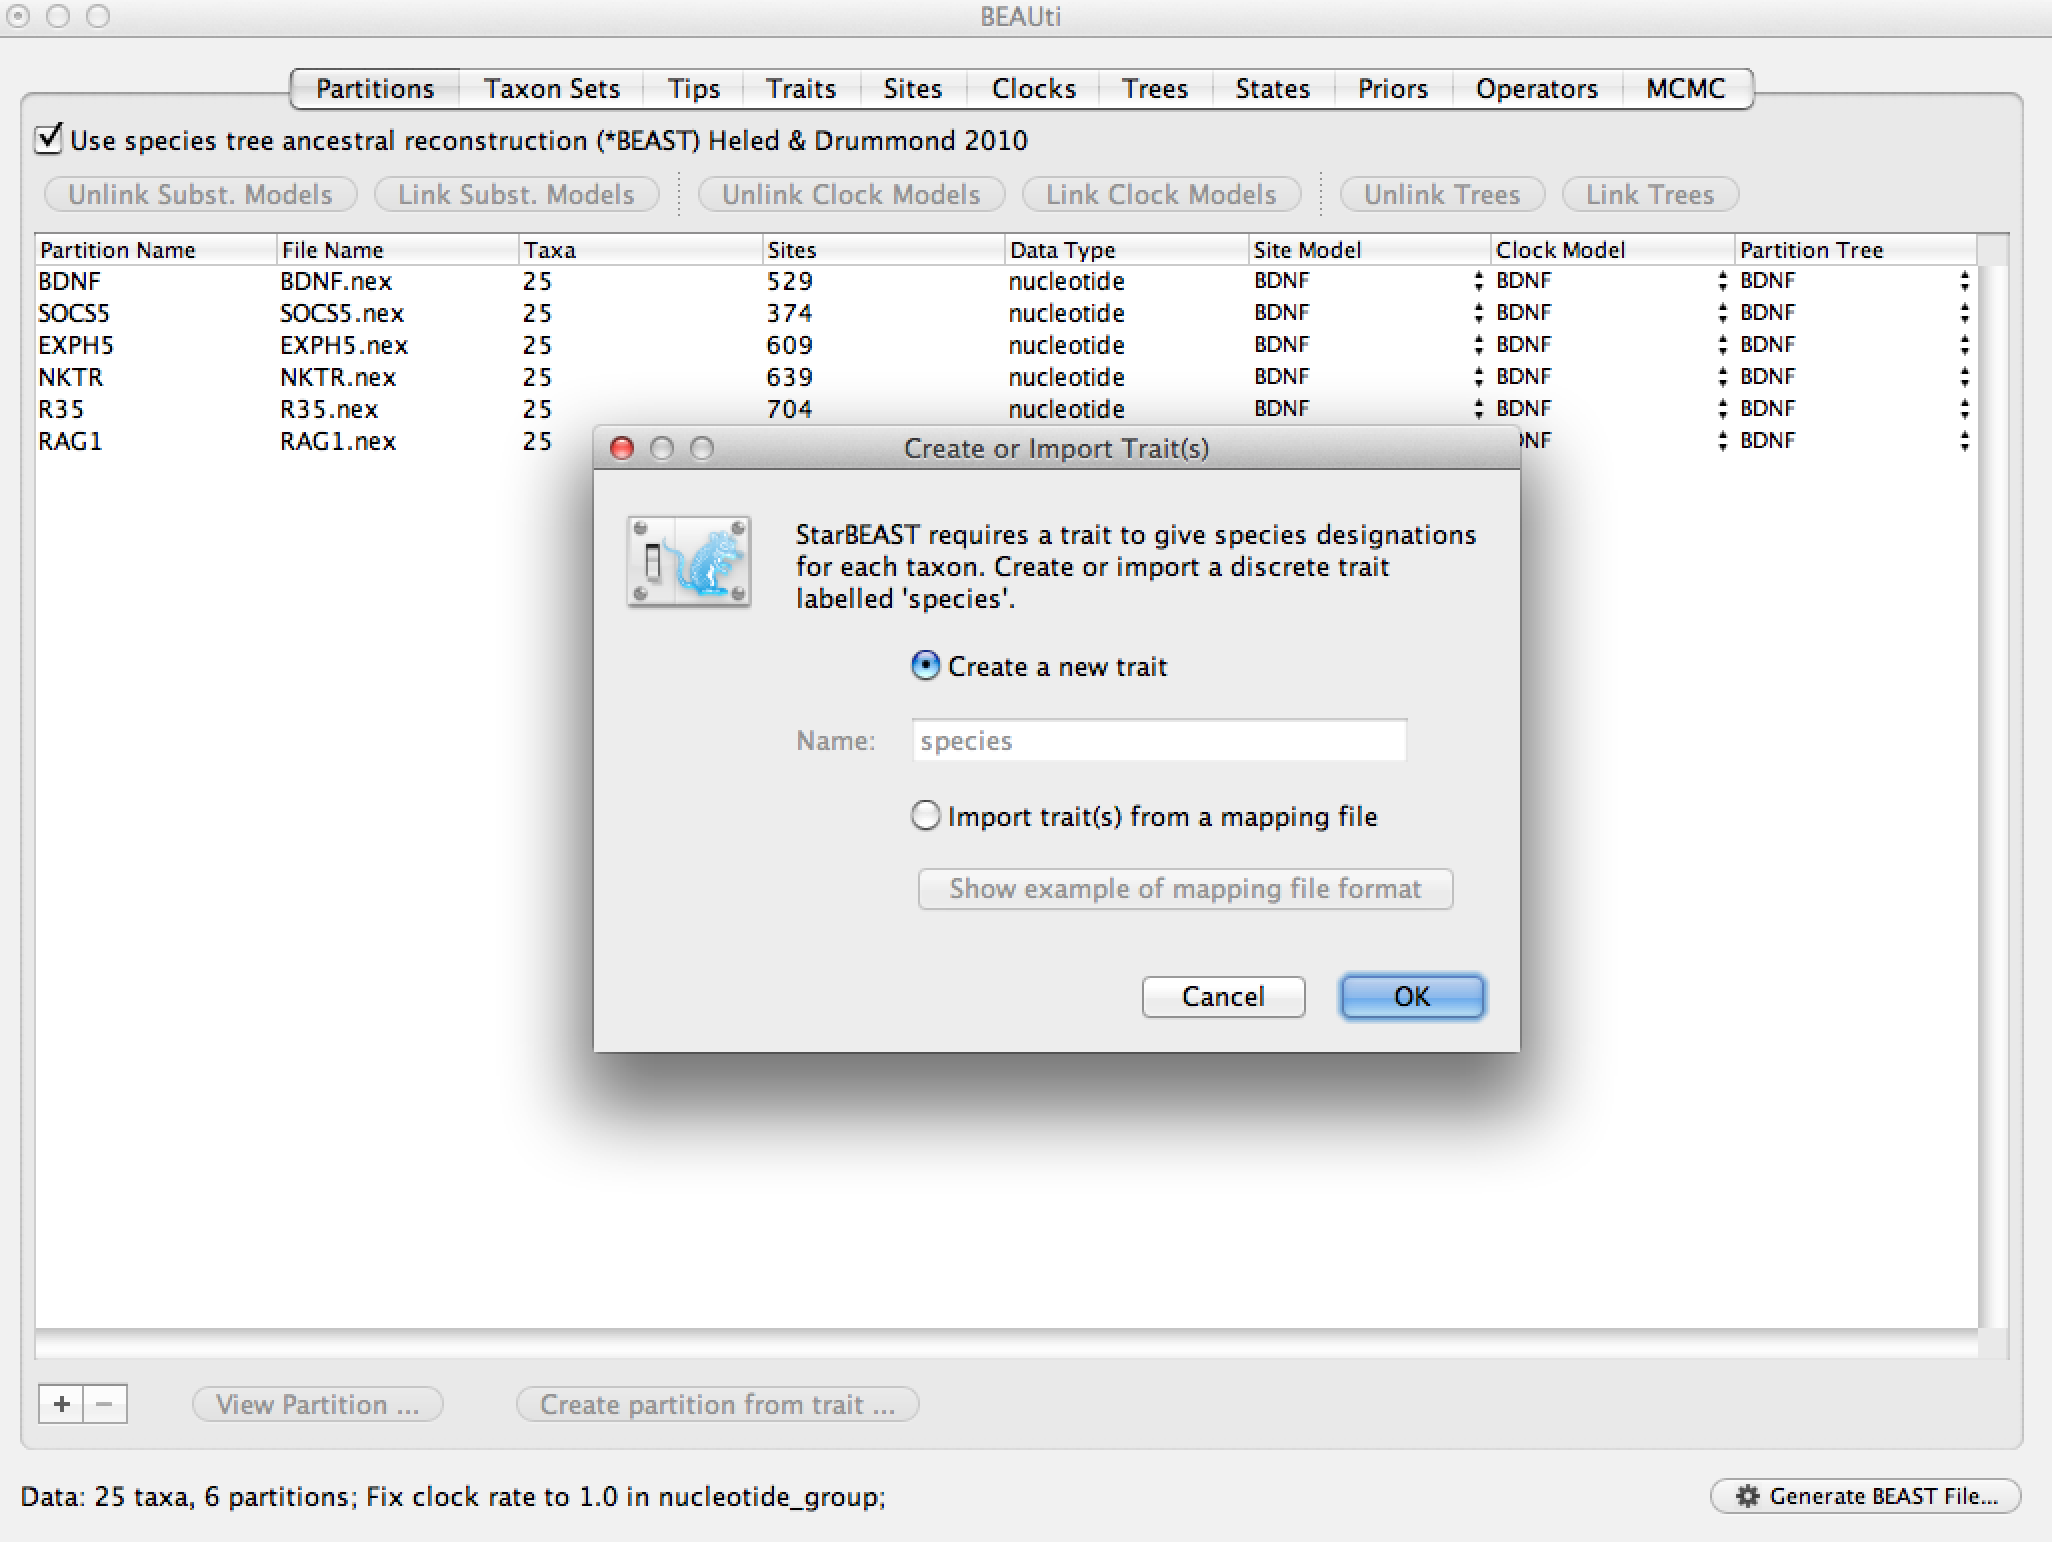 BEAUti
Partitions Taxon Sets Tips Traits Sites Clocks Trees States Priors Operators MCMC
Use species tree ancestral reconstruction (*BEAST) Heled & Drummond 2010
Unlink Subst. Models Link Subst. Models Unlink Clock Models Link Clock Models Unlink Trees Link Trees
Partition Name File Name Taxa Sites Data Type Site Model Clock Model Partition Tree
BDNF BDNF.nex 25 529 nucleotide BDNF BDNF BDNF
SOCS5 SOCS5.nex 25 374 nucleotide BDNF BDNF BDNF
EXPH5 EXPH5.nex 25 609 nucleotide BDNF BDNF BDNF
NKTR NKTR.nex 25 639 nucleotide BDNF BDNF BDNF
R35 R35.nex 25 704 nucleotide BDNF BDNF BDNF
RAG1 RAG1.nex 25 BDNF
Create or Import Trait(s)
StarBEAST requires a trait to give species designations
for each taxon. Create or import a discrete trait
labelled 'species'.
Create a new trait
Name: species
Import trait(s) from a mapping file
Show example of mapping file format
Cancel OK
+ − View Partition ... Create partition from trait ...
Data: 25 taxa, 6 partitions; Fix clock rate to 1.0 in nucleotide_group;
Generate BEAST File...